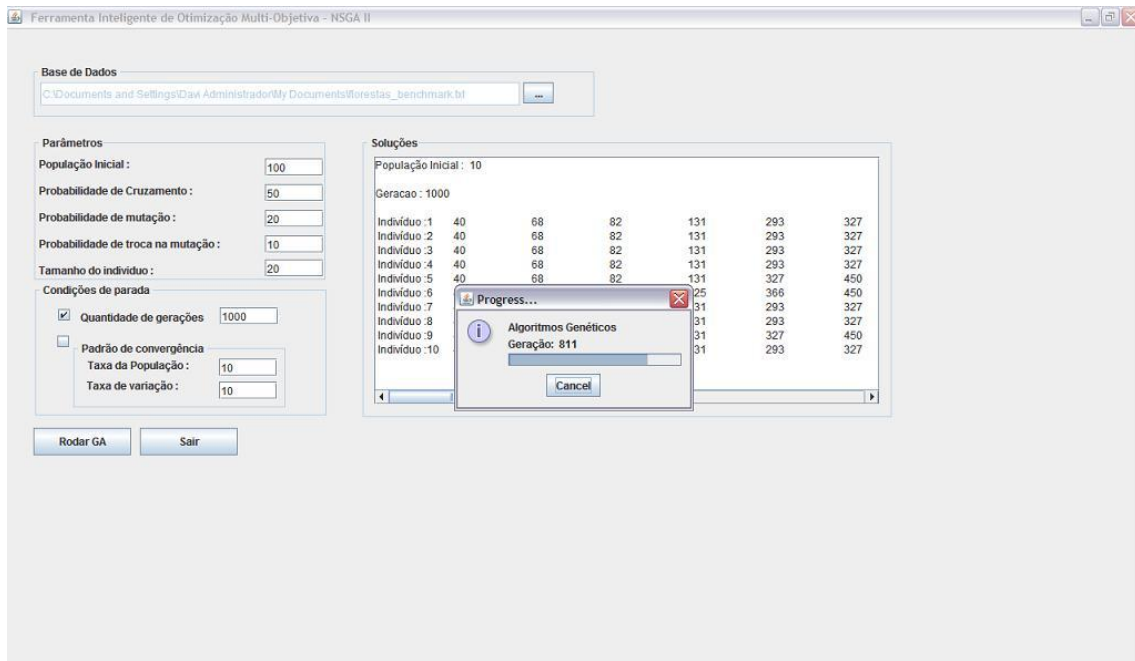 Ferramenta Inteligente de Otimização Multi-Objetiva - NSGA II
Base de Dados
C:\Documents and Settings\Davi Administrador\My Documents\florestas_benchmark.txt
...
Parâmetros
População Inicial :
100
Probabilidade de Cruzamento :
50
Probabilidade de mutação :
20
Probabilidade de troca na mutação :
10
Tamanho do individuo :
20
Condições de parada
Quantidade de gerações
1000
Padrão de convergência
Taxa da População :
10
Taxa de variação :
10
Rodar GA
Sair
Soluções
População Inicial : 10
Geracao : 1000
Indivíduo :1 40 68 82 131 293 327
Indivíduo :2 40 68 82 131 293 327
Indivíduo :3 40 68 82 131 293 327
Indivíduo :4 40 68 82 131 293 327
Indivíduo :5 40 68 82 131 327 450
Indivíduo :6 25 366 450
Indivíduo :7 31 293 327
Indivíduo :8 31 293 327
Indivíduo :9 31 327 450
Indivíduo :10 31 293 327
Progress...
Algoritmos Genéticos
Geração: 811
Cancel